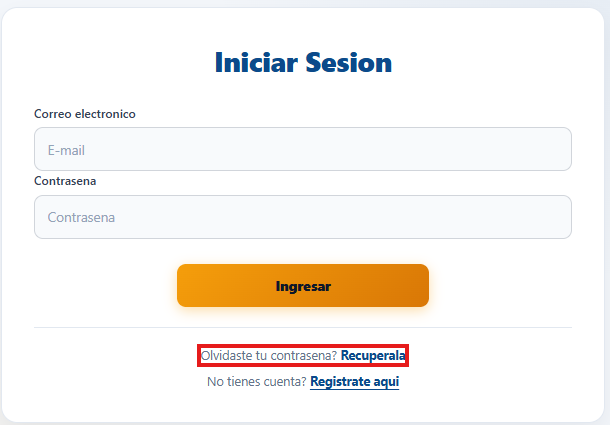 Iniciar Sesion
Correo electronico
E-mail
Contrasena
Contrasena
Ingresar
Olvidaste tu contrasena? Recuperala
No tienes cuenta? Registrate aqui